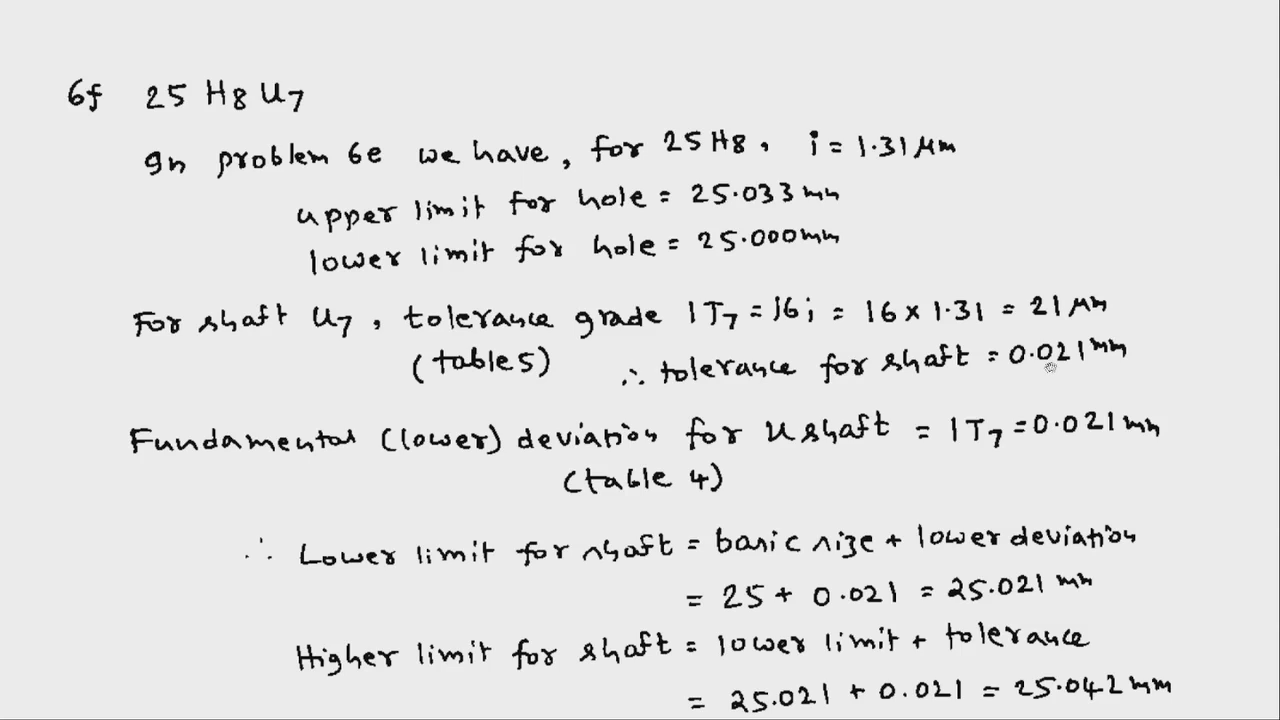 6f 25 H8 U7
In problem 6e we have, for 25H8, i = 1.31 μm
upper limit for hole = 25.033 mm
lower limit for hole = 25.000 mm
For shaft U7, tolerance grade IT7 = 16i = 16 × 1.31 = 21 μm
(table 5) ∴ tolerance for shaft = 0.021 mm
Fundamental (lower) deviation for U shaft = IT7 = 0.021 mm
(table 4)
∴ Lower limit for shaft = basic size + lower deviation
= 25 + 0.021 = 25.021 mm
Higher limit for shaft = lower limit + tolerance
= 25.021 + 0.021 = 25.042 mm